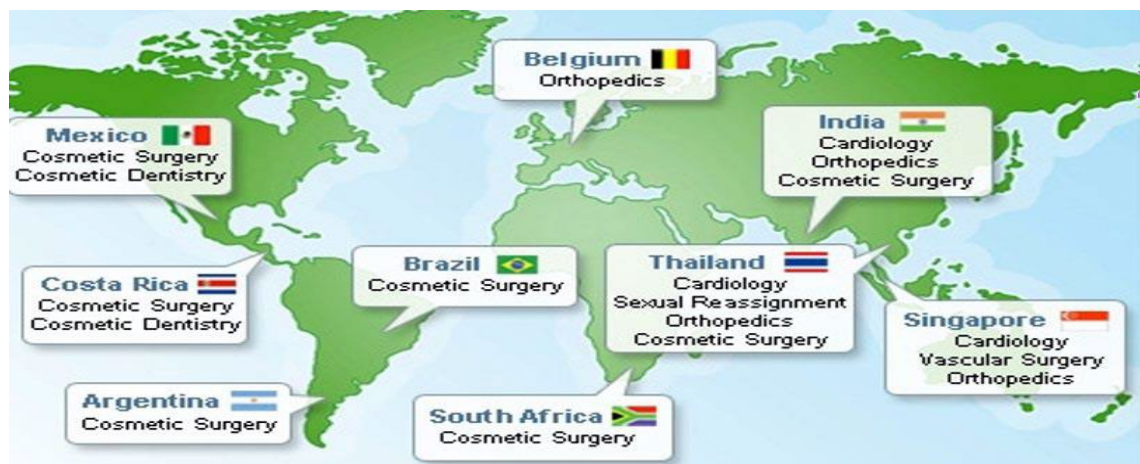 Belgium
Orthopedics
Mexico
Cosmetic Surgery
Cosmetic Dentistry
India
Cardiology
Orthopedics
Cosmetic Surgery
Costa Rica
Cosmetic Surgery
Cosmetic Dentistry
Brazil
Cosmetic Surgery
Thailand
Cardiology
Sexual Reassignment
Orthopedics
Cosmetic Surgery
Singapore
Cardiology
Vascular Surgery
Orthopedics
Argentina
Cosmetic Surgery
South Africa
Cosmetic Surgery